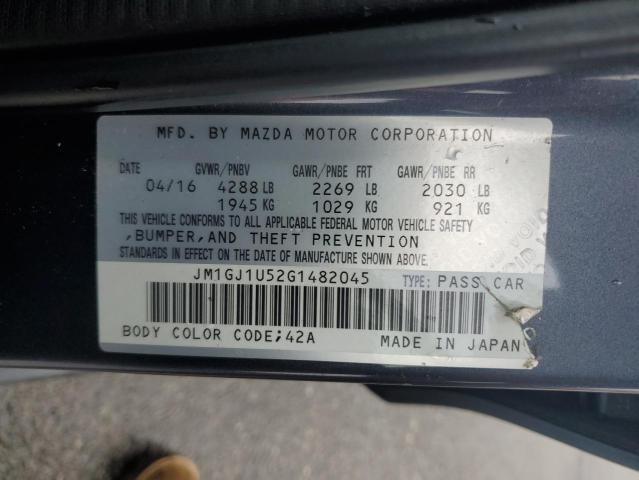 MFD. BY MAZDA MOTOR CORPORATION
DATE GVWR/PNBV GAWR/PNBE FRT GAWR/PNBE RR
04/16 4288 LB 2269 LB 2030 LB
1945 KG 1029 KG 921 KG
THIS VEHICLE CONFORMS TO ALL APPLICABLE FEDERAL MOTOR VEHICLE SAFETY
,BUMPER,AND THEFT PREVENTION
STANDARDS IN EFFECT ON THE DATE OF MANUFACTURE SHOWN ABOVE.
JM1GJ1U52G1482045 TYPE: PASS CAR
BODY COLOR CODE;42A MADE IN JAPAN